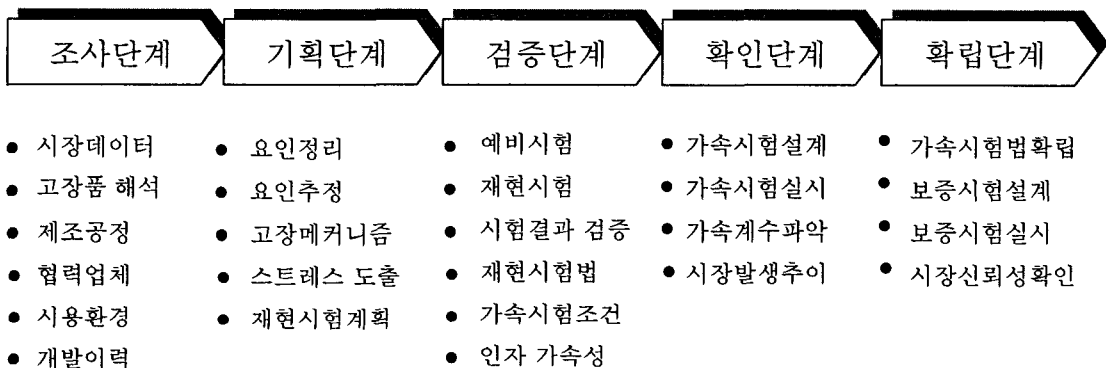 조사단계
기획단계
검증단계
확인단계
확립단계
● 시장데이터
● 고장품 해석
● 제조공정
● 협력업체
● 시용환경
● 개발이력
● 요인정리
● 요인추정
● 고장메커니즘
● 스트레스 도출
● 재현시험계획
● 예비시험
● 재현시험
● 시험결과 검증
● 재현시험법
● 가속시험조건
● 인자 가속성
● 가속시험설계
● 가속시험실시
● 가속계수파악
● 시장발생추이
● 가속시험법확립
● 보증시험설계
● 보증시험실시
● 시장신뢰성확인